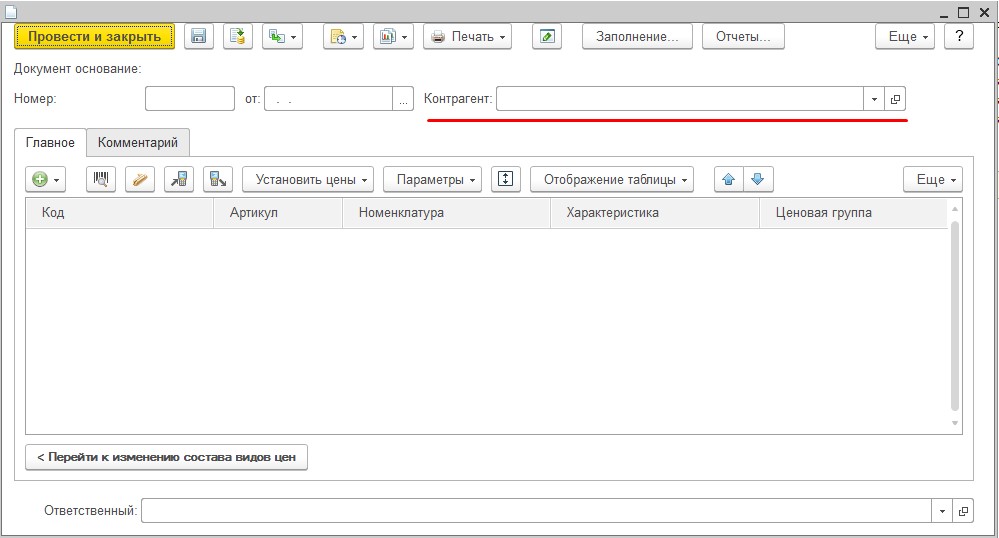 Провести и закрыть Печать Заполнение... Отчеты... Еще ?
Документ основание:
Номер: от: . . ... Контрагент:
Главное Комментарий
Установить цены Параметры Отображение таблицы Еще
Код Артикул Номенклатура Характеристика Ценовая группа
< Перейти к изменению состава видов цен
Ответственный: